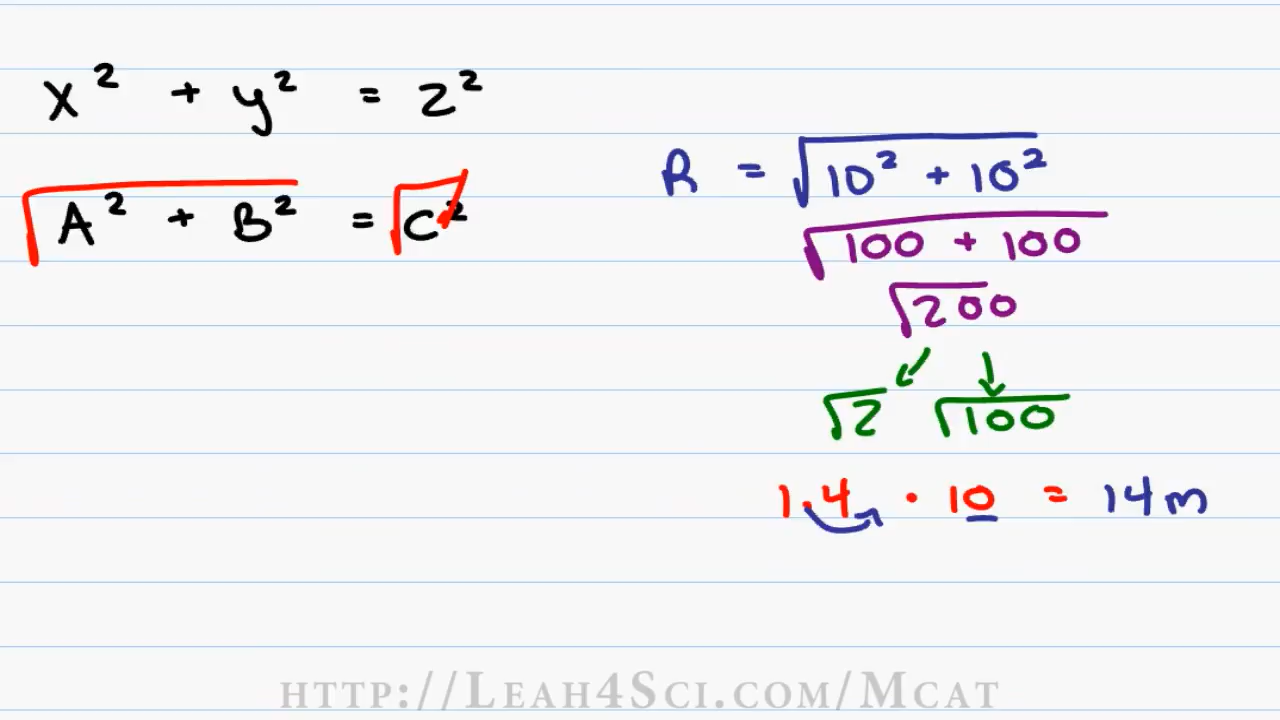 x² + y² = z²
√A² + B² = √C²
R = √10² + 10²
√100 + 100
√200
√2 √100
1.4 · 10 = 14m
HTTP://LEAH4SCI.COM/MCAT